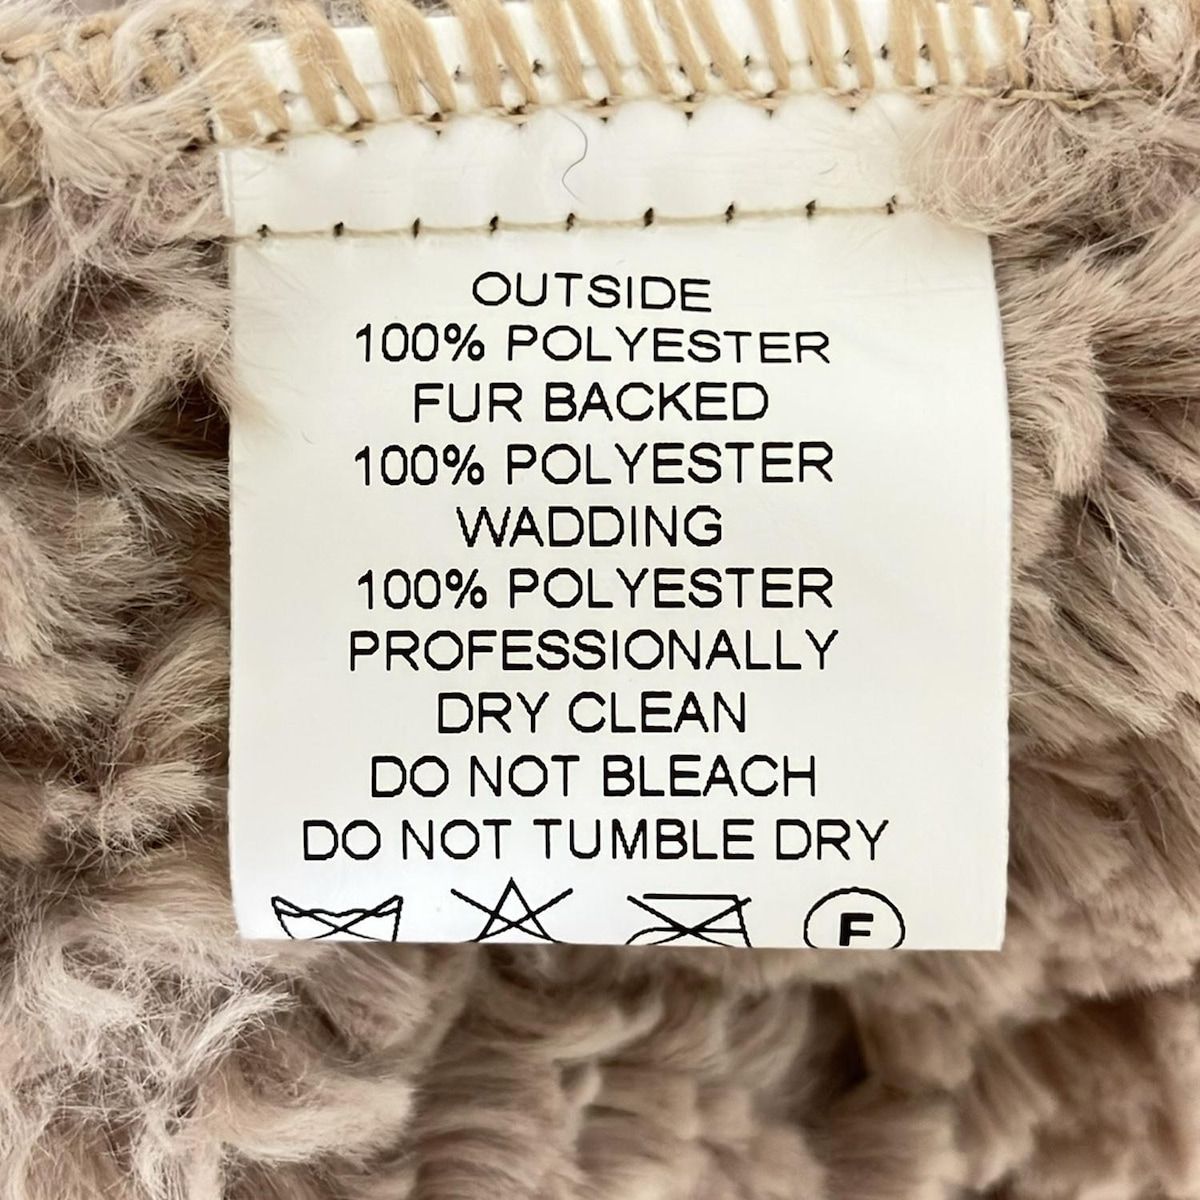 OUTSIDE
100% POLYESTER
FUR BACKED
100% POLYESTER
WADDING
100% POLYESTER
PROFESSIONALLY
DRY CLEAN
DO NOT BLEACH
DO NOT TUMBLE DRY
F